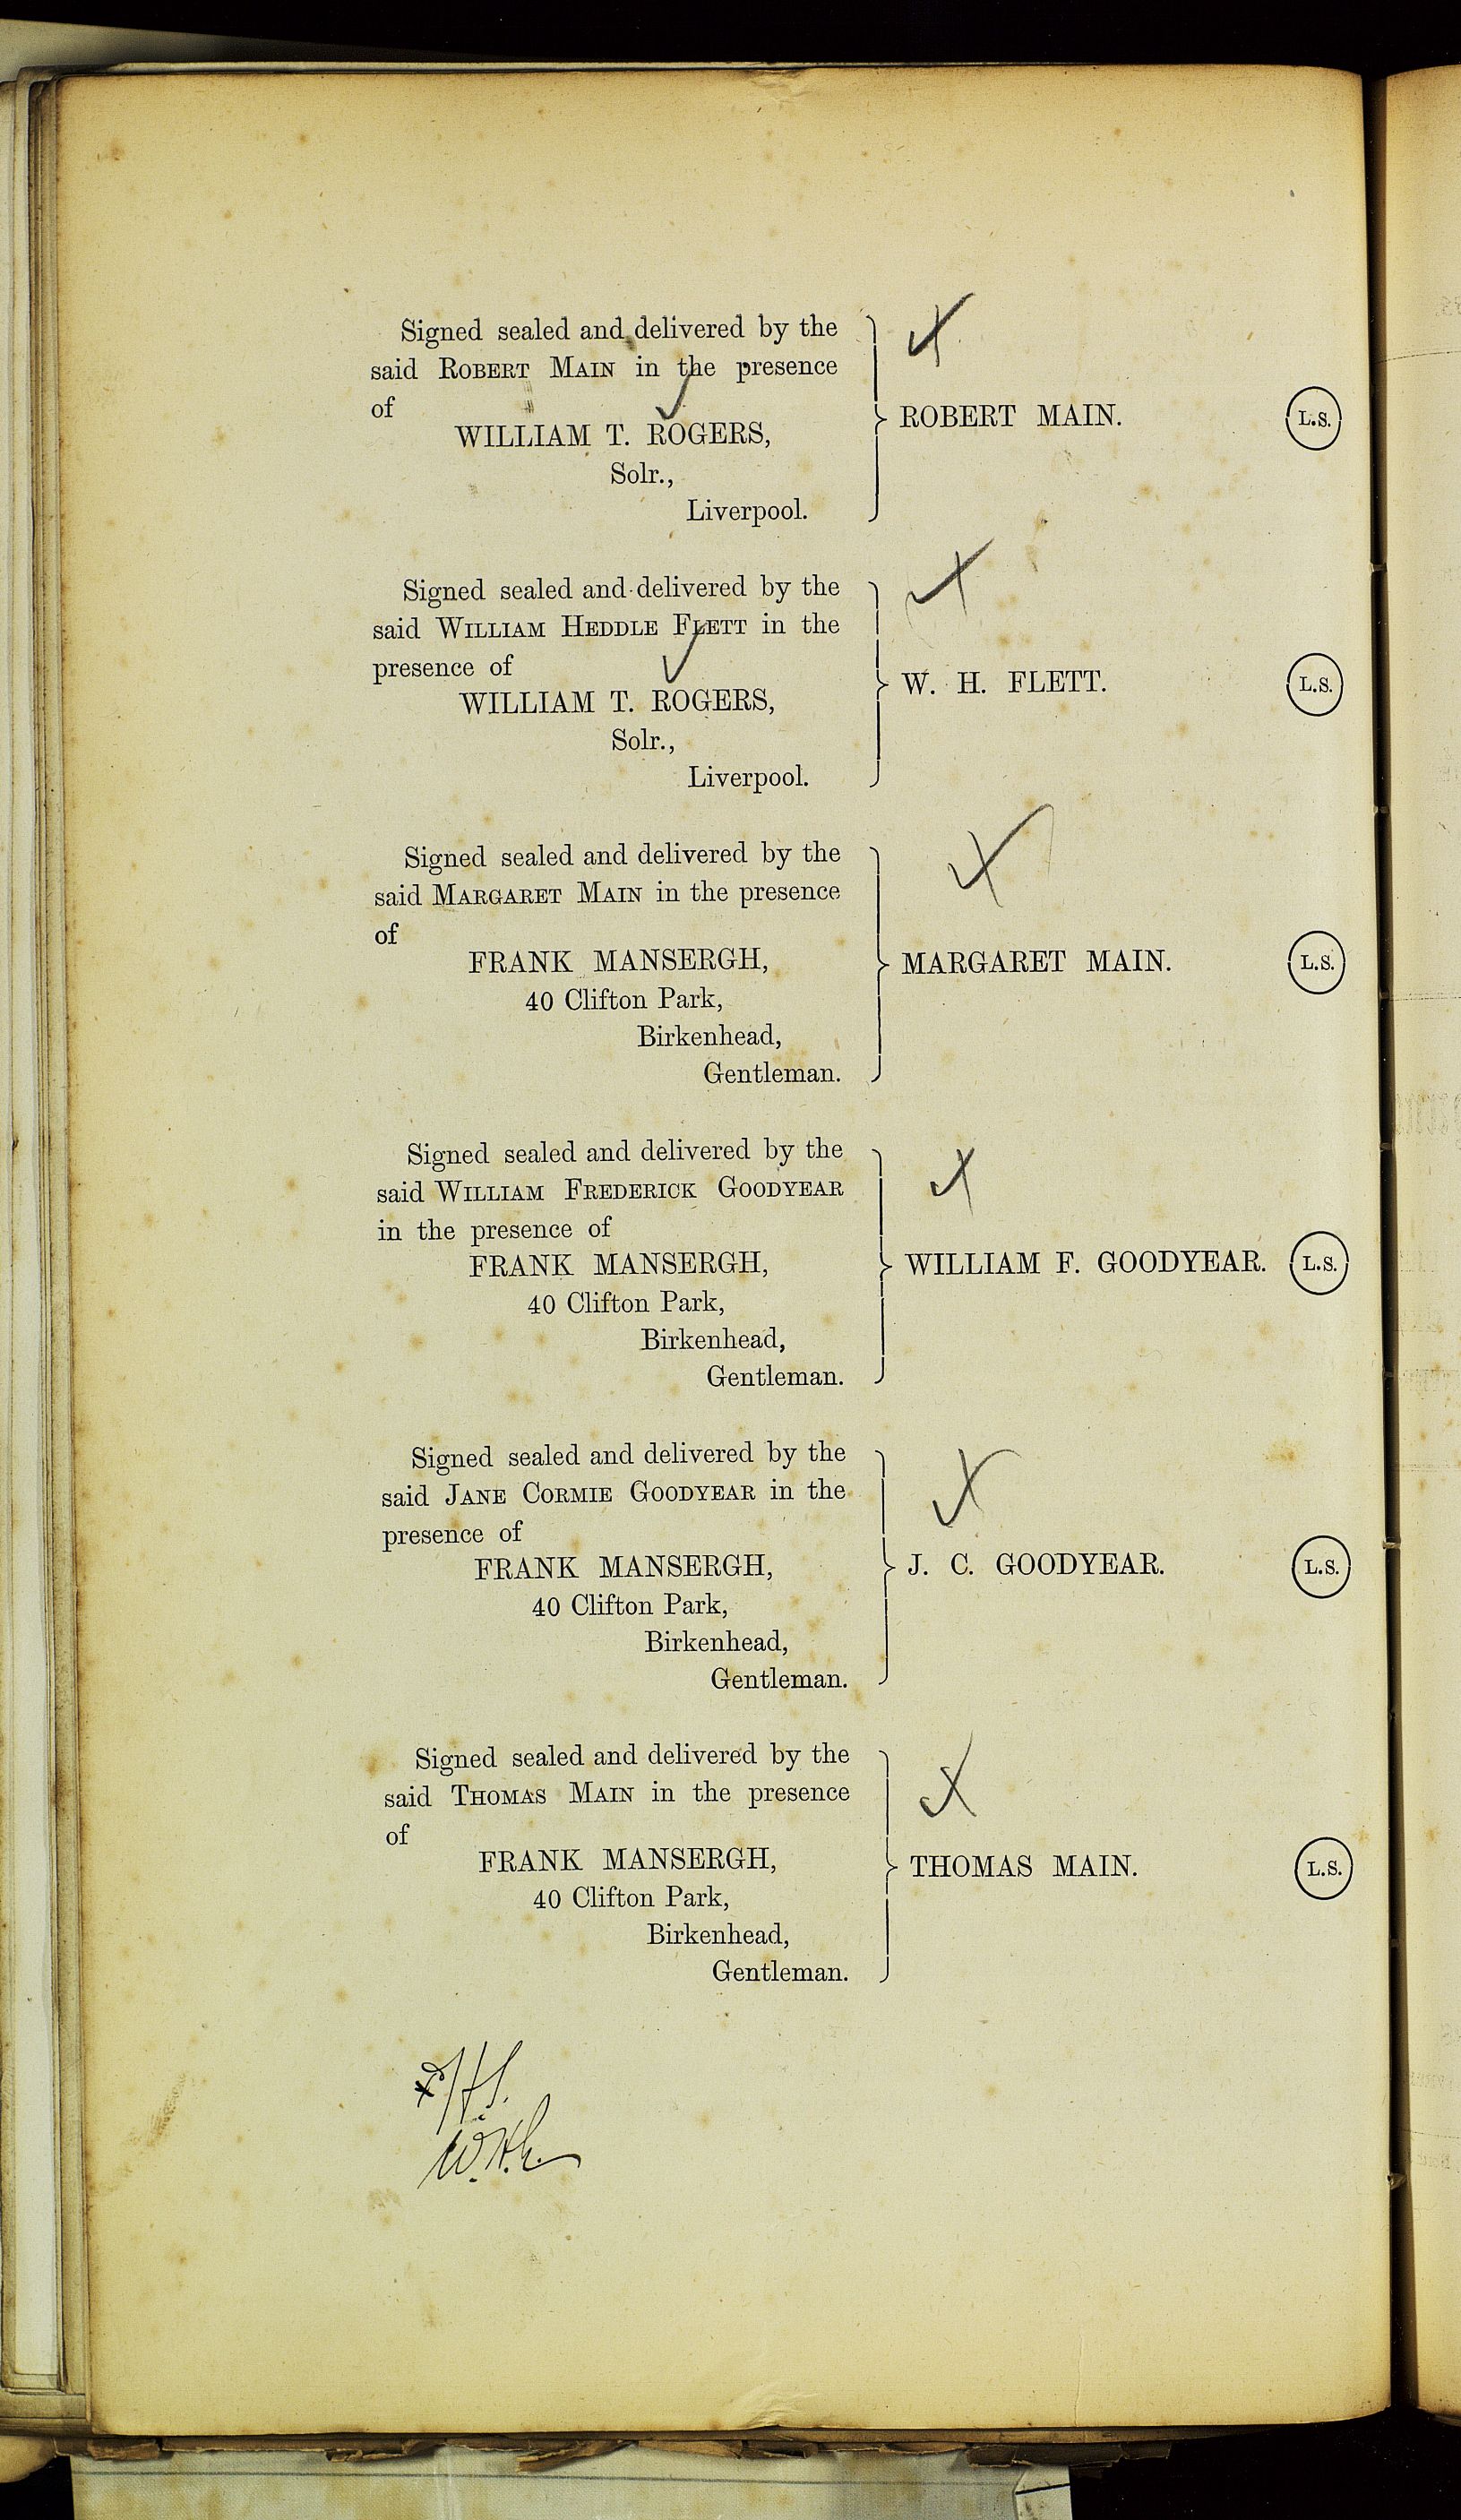 Signed sealed and delivered by the
said ROBERT MAIN in the presence
of
WILLIAM T. ROGERS,
Solr.,
Liverpool.
ROBERT MAIN. L.S.
Signed sealed and delivered by the
said WILLIAM HEDDLE FLETT in the
presence of
WILLIAM T. ROGERS,
Solr.,
Liverpool.
W. H. FLETT. L.S.
Signed sealed and delivered by the
said MARGARET MAIN in the presence
of
FRANK MANSERGH,
40 Clifton Park,
Birkenhead,
Gentleman.
MARGARET MAIN. L.S.
Signed sealed and delivered by the
said WILLIAM FREDERICK GOODYEAR
in the presence of
FRANK MANSERGH,
40 Clifton Park,
Birkenhead,
Gentleman.
WILLIAM F. GOODYEAR. L.S.
Signed sealed and delivered by the
said JANE CORMIE GOODYEAR in the
presence of
FRANK MANSERGH,
40 Clifton Park,
Birkenhead,
Gentleman.
J. C. GOODYEAR. L.S.
Signed sealed and delivered by the
said THOMAS MAIN in the presence
of
FRANK MANSERGH,
40 Clifton Park,
Birkenhead,
Gentleman.
THOMAS MAIN. L.S.